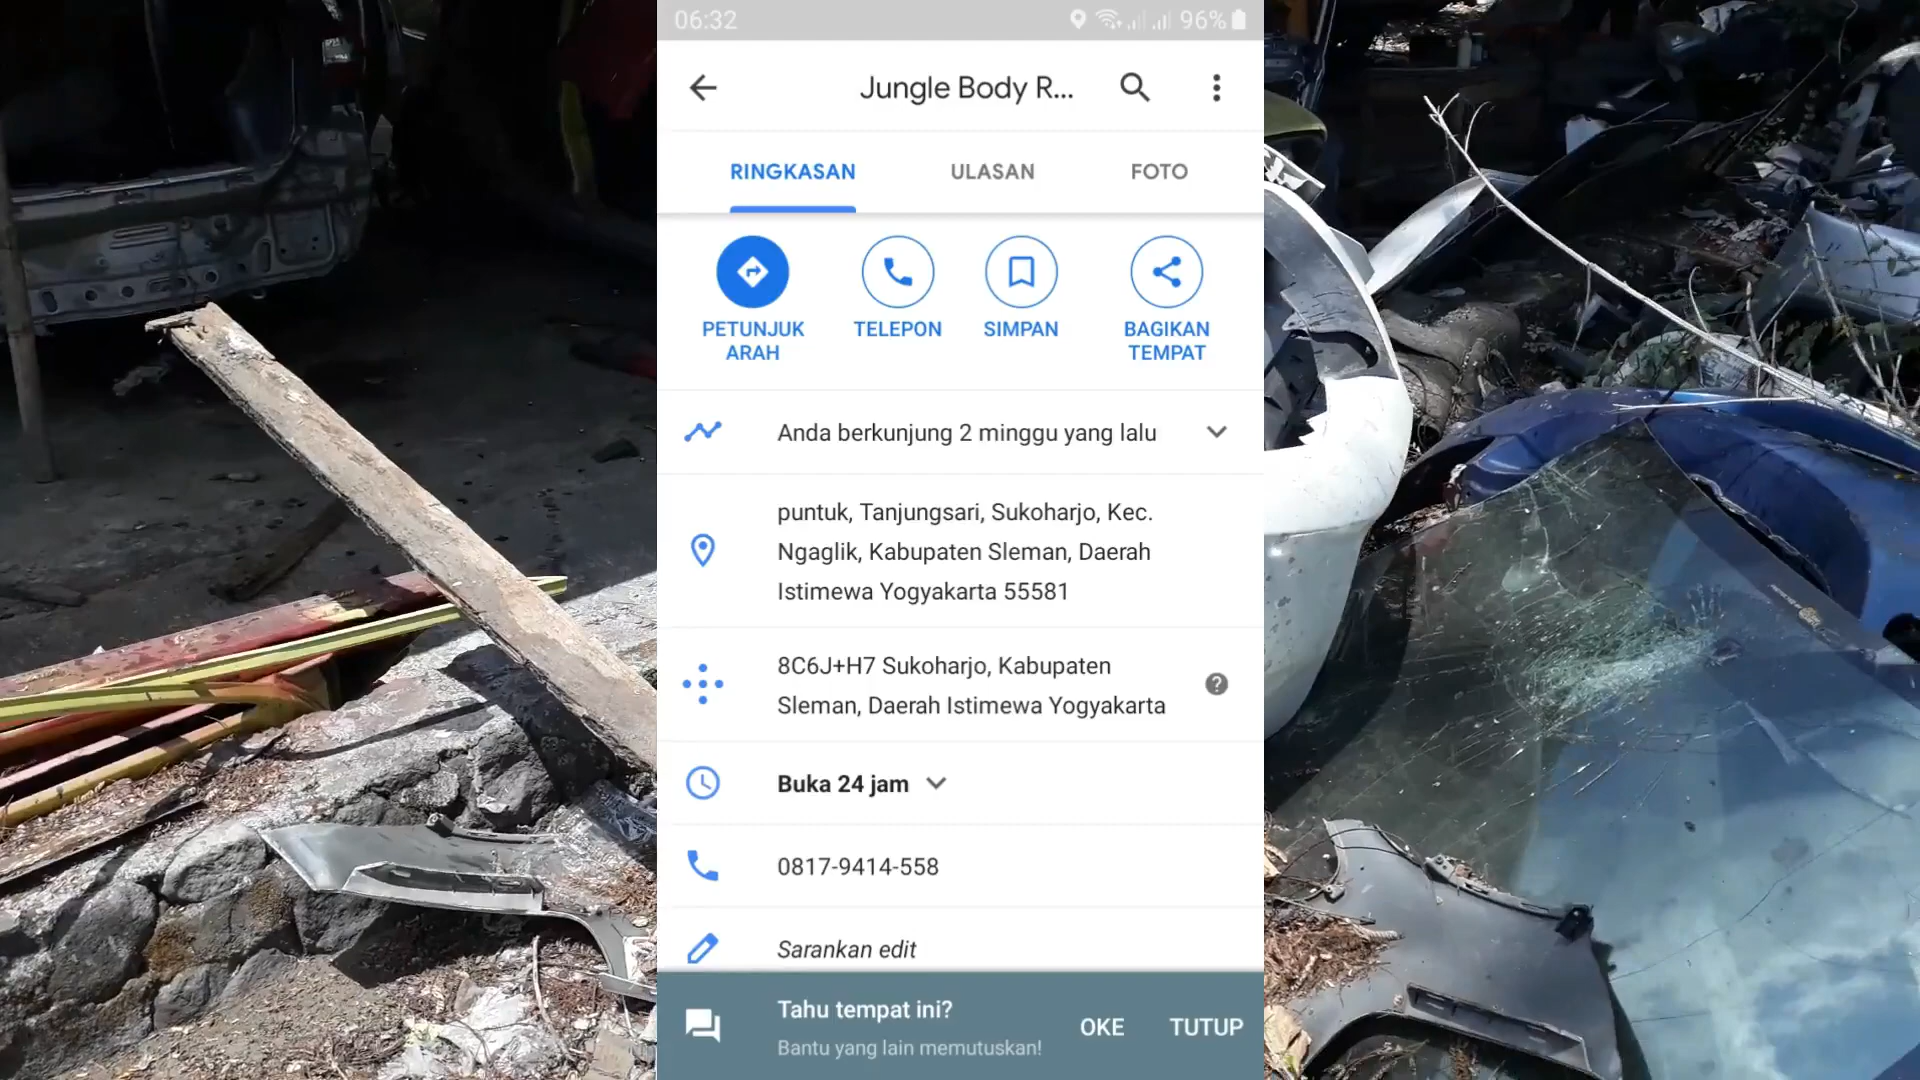 06:32
96%
Jungle Body R...
RINGKASAN
ULASAN
FOTO
PETUNJUK
ARAH
TELEPON
SIMPAN
BAGIKAN
TEMPAT
Anda berkunjung 2 minggu yang lalu
puntuk, Tanjungsari, Sukoharjo, Kec.
Ngaglik, Kabupaten Sleman, Daerah
Istimewa Yogyakarta 55581
8C6J+H7 Sukoharjo, Kabupaten
Sleman, Daerah Istimewa Yogyakarta
Buka 24 jam
0817-9414-558
Sarankan edit
Tahu tempat ini?
Bantu yang lain memutuskan!
OKE
TUTUP